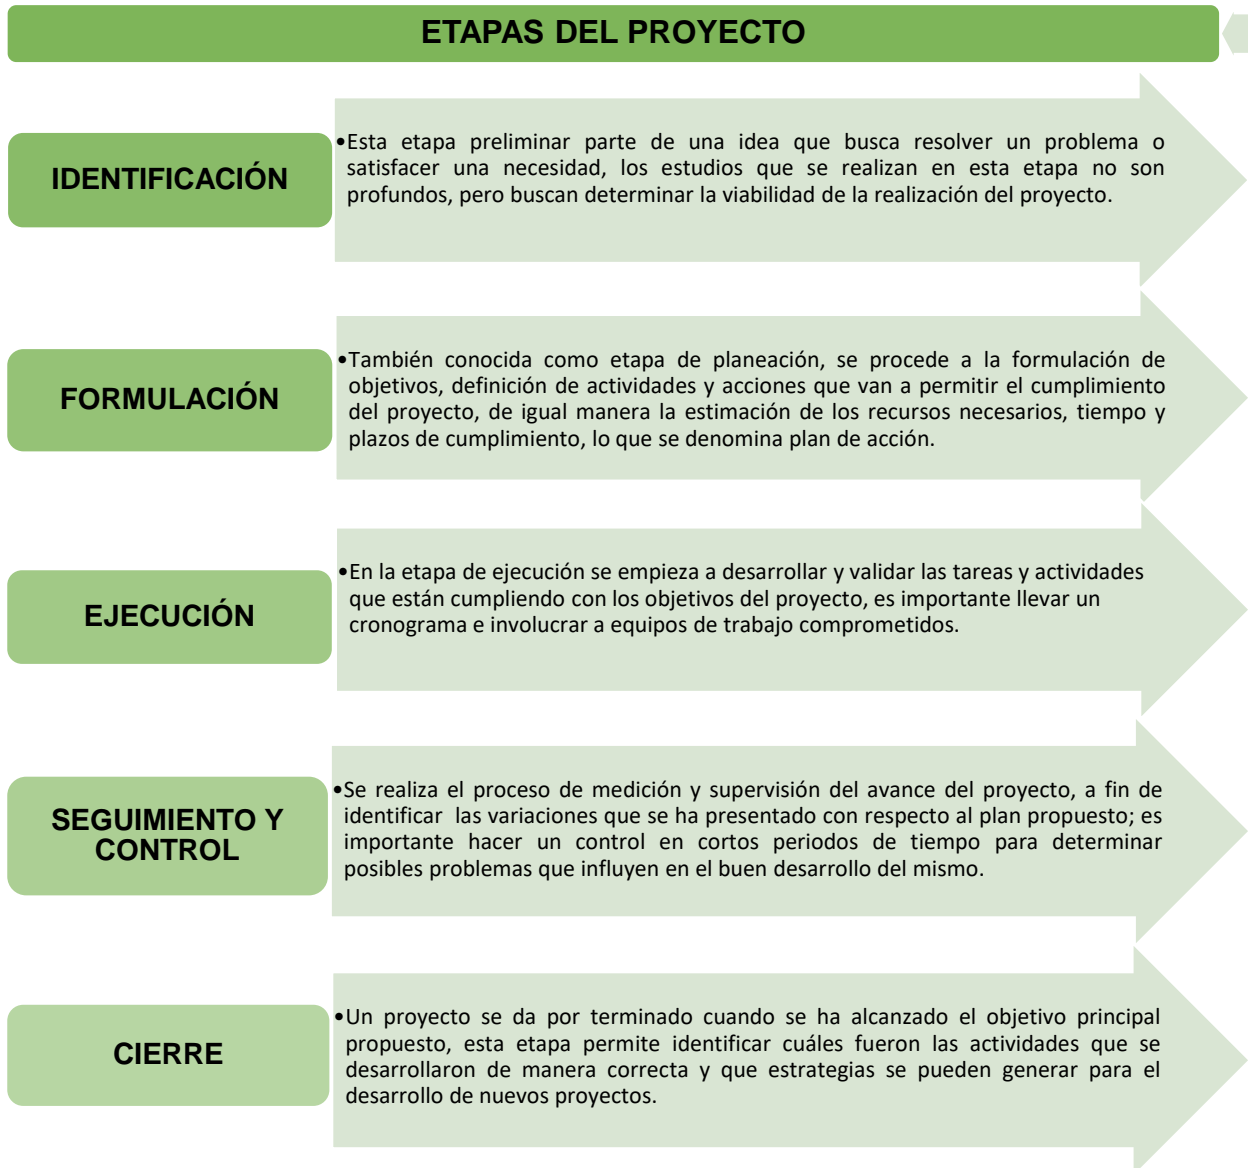 ETAPAS DEL PROYECTO
IDENTIFICACIÓN
•Esta etapa preliminar parte de una idea que busca resolver un problema o
satisfacer una necesidad, los estudios que se realizan en esta etapa no son
profundos, pero buscan determinar la viabilidad de la realización del proyecto.
FORMULACIÓN
•También conocida como etapa de planeación, se procede a la formulación de
objetivos, definición de actividades y acciones que van a permitir el cumplimiento
del proyecto, de igual manera la estimación de los recursos necesarios, tiempo y
plazos de cumplimiento, lo que se denomina plan de acción.
EJECUCIÓN
•En la etapa de ejecución se empieza a desarrollar y validar las tareas y actividades
que están cumpliendo con los objetivos del proyecto, es importante llevar un
cronograma e involucrar a equipos de trabajo comprometidos.
SEGUIMIENTO Y
CONTROL
•Se realiza el proceso de medición y supervisión del avance del proyecto, a fin de
identificar las variaciones que se ha presentado con respecto al plan propuesto; es
importante hacer un control en cortos periodos de tiempo para determinar
posibles problemas que influyen en el buen desarrollo del mismo.
CIERRE
•Un proyecto se da por terminado cuando se ha alcanzado el objetivo principal
propuesto, esta etapa permite identificar cuáles fueron las actividades que se
desarrollaron de manera correcta y que estrategias se pueden generar para el
desarrollo de nuevos proyectos.